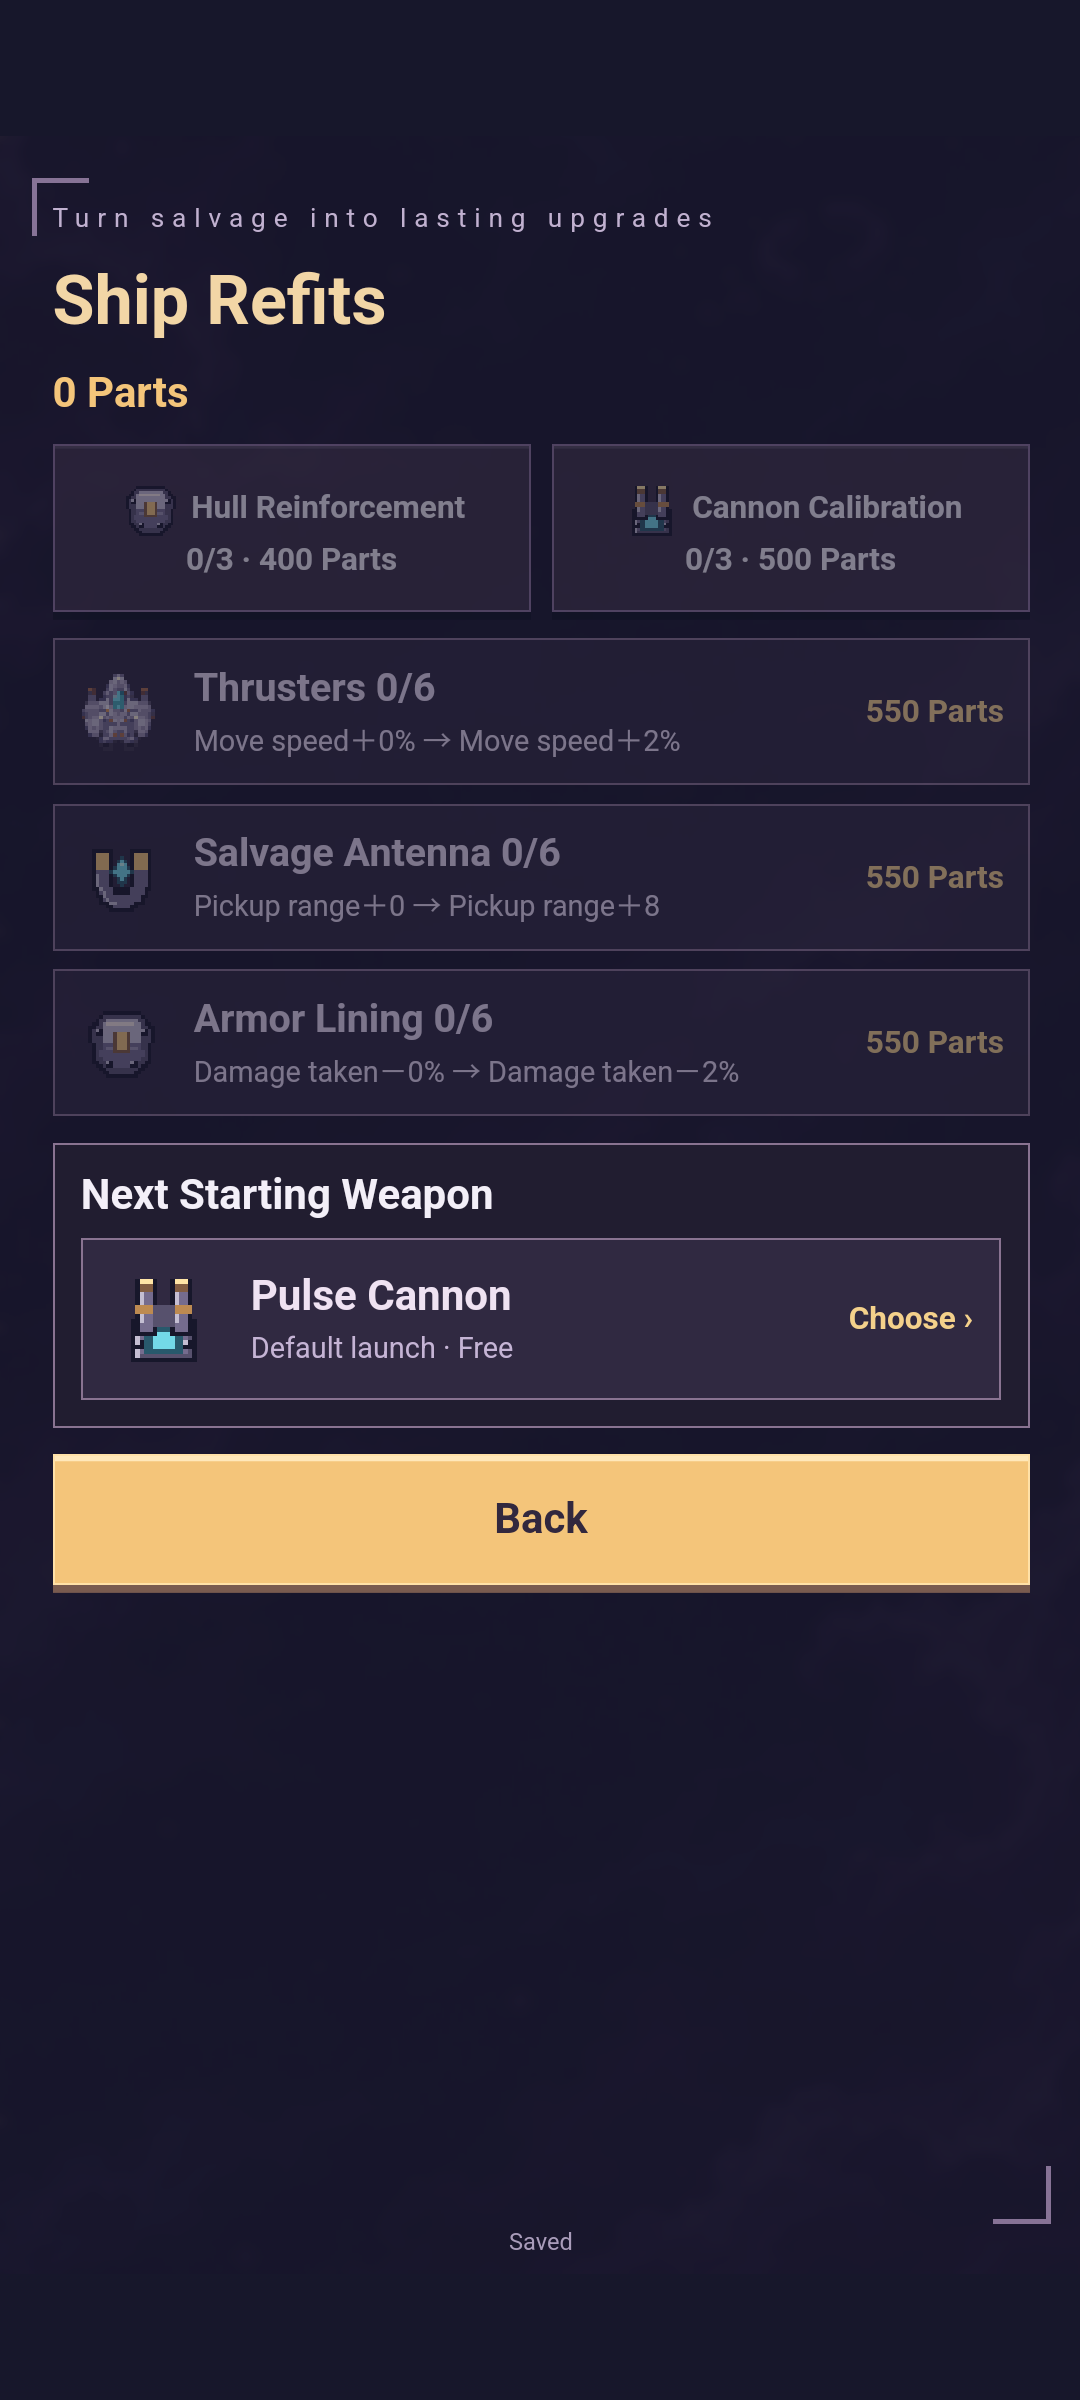 Turn salvage into lasting upgrades
Ship Refits
0 Parts
Hull Reinforcement
0/3 · 400 Parts
Cannon Calibration
0/3 · 500 Parts
Thrusters 0/6
Move speed＋0% → Move speed＋2%
550 Parts
Salvage Antenna 0/6
Pickup range＋0 → Pickup range＋8
550 Parts
Armor Lining 0/6
Damage taken－0% → Damage taken－2%
550 Parts
Next Starting Weapon
Pulse Cannon
Default launch · Free
Choose ›
Back
Saved